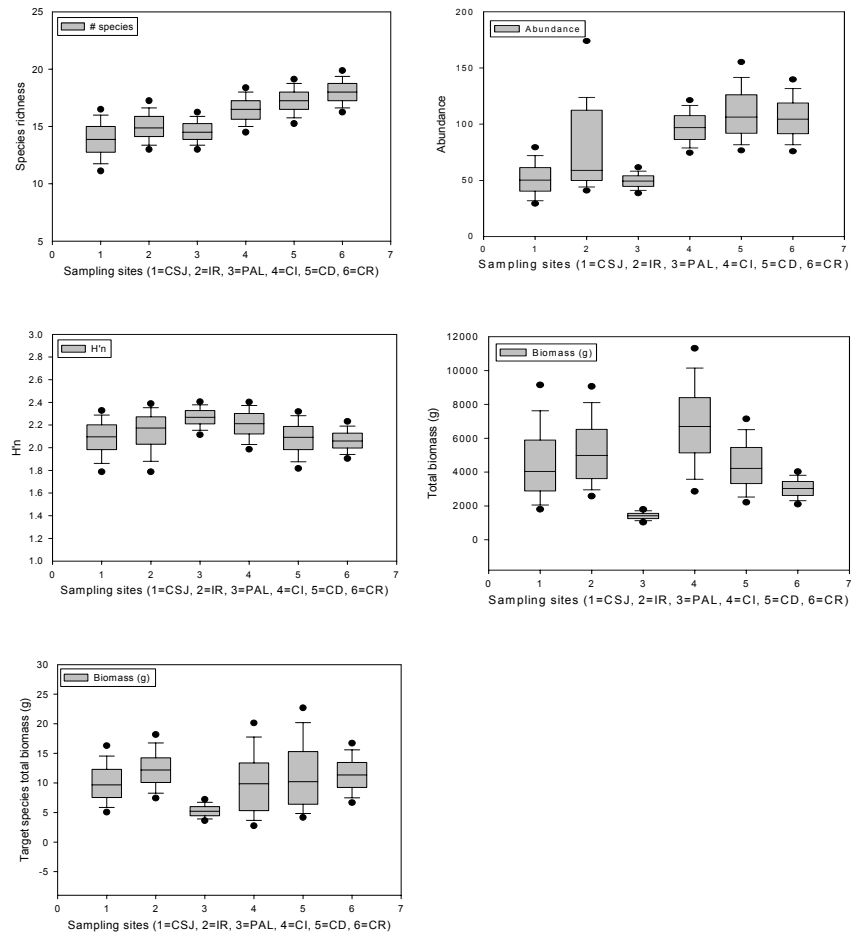 25
# species
20
Species richness
15
10
5
0 1 2 3 4 5 6 7
Sampling sites (1=CSJ, 2=IR, 3=PAL, 4=CI, 5=CD, 6=CR)
200
Abundance
150
Abundance
100
50
0
0 1 2 3 4 5 6 7
Sampling sites (1=CSJ, 2=IR, 3=PAL, 4=CI, 5=CD, 6=CR)
3.0
H'n
2.8
2.6
2.4
2.2
H'n
2.0
1.8
1.6
1.4
1.2
1.0
0 1 2 3 4 5 6 7
Sampling sites (1=CSJ, 2=IR, 3=PAL, 4=CI, 5=CD, 6=CR)
12000
Biomass (g)
10000
8000
Total biomass (g)
6000
4000
2000
0
0 1 2 3 4 5 6 7
Sampling sites (1=CSJ, 2=IR, 3=PAL, 4=CI, 5=CD, 6=CR)
30
Biomass (g)
25
20
Target species total biomass (g)
15
10
5
0
-5
0 1 2 3 4 5 6 7
Sampling sites (1=CSJ, 2=IR, 3=PAL, 4=CI, 5=CD, 6=CR)